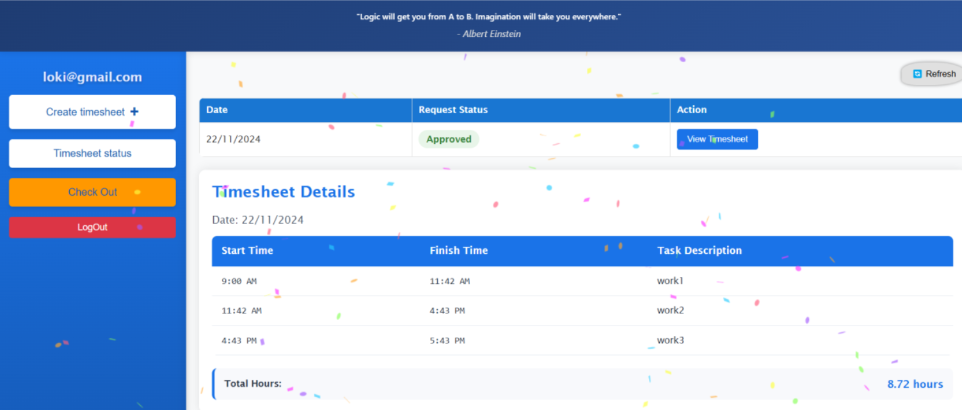 "Logic will get you from A to B. Imagination will take you everywhere."
- Albert Einstein
loki@gmail.com
Create timesheet +
Timesheet status
Check Out
LogOut
Refresh
Date Request Status Action
22/11/2024 Approved View Timesheet
Timesheet Details
Date: 22/11/2024
Start Time Finish Time Task Description
9:00 AM 11:42 AM work1
11:42 AM 4:43 PM work2
4:43 PM 5:43 PM work3
Total Hours: 8.72 hours